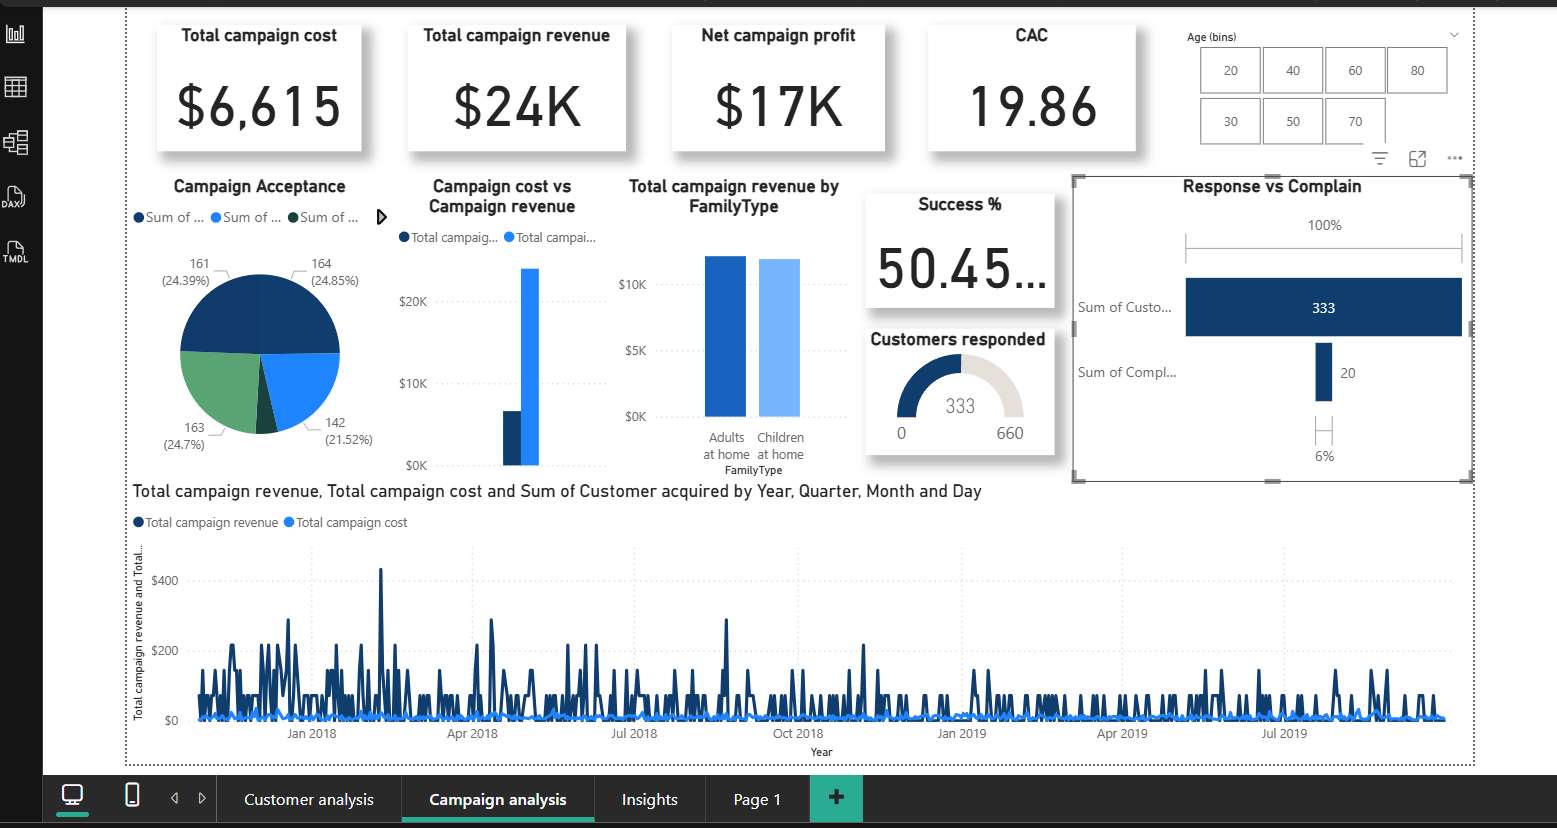 Total campaign cost
$6,615
Total campaign revenue
$24K
Net campaign profit
$17K
CAC
19.86
Age (bins)
20
40
60
80
30
50
70
DAX
TMDL
Campaign Acceptance
Sum of ... Sum of ... Sum of ...
161
(24.39%)
164
(24.85%)
163
(24.7%)
142
(21.52%)
Campaign cost vs
Campaign revenue
Total campaig... Total campai...
$20K
$10K
$0K
Total campaign revenue by
FamilyType
$10K
$5K
$0K
Adults
at home
Children
at home
FamilyType
Success %
50.45...
Customers responded
333
0
660
Response vs Complain
100%
Sum of Custo...
333
Sum of Compl...
20
6%
Total campaign revenue, Total campaign cost and Sum of Customer acquired by Year, Quarter, Month and Day
Total campaign revenue Total campaign cost
Total campaign revenue and Total...
$400
$200
$0
Jan 2018
Apr 2018
Jul 2018
Oct 2018
Jan 2019
Apr 2019
Jul 2019
Year
Customer analysis
Campaign analysis
Insights
Page 1